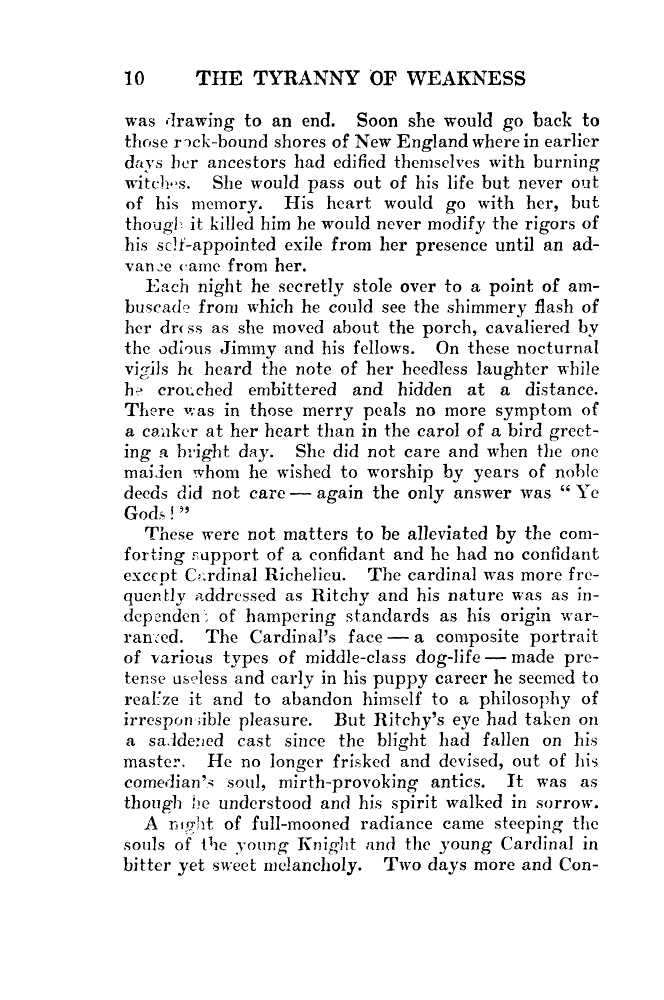 10 THE TYRANNY OF WEAKNESS
was drawing to an end. Soon she would go back to
those rock-bound shores of New England where in earlier
days her ancestors had edified themselves with burning
witches. She would pass out of his life but never out
of his memory. His heart would go with her, but
though it killed him he would never modify the rigors of
his self-appointed exile from her presence until an ad-
vance came from her.
Each night he secretly stole over to a point of am-
buscade from which he could see the shimmery flash of
her dress as she moved about the porch, cavaliered by
the odious Jimmy and his fellows. On these nocturnal
vigils he heard the note of her heedless laughter while
he crouched embittered and hidden at a distance.
There was in those merry peals no more symptom of
a canker at her heart than in the carol of a bird greet-
ing a bright day. She did not care and when the one
maiden whom he wished to worship by years of noble
deeds did not care — again the only answer was “ Ye
Gods ! ”
These were not matters to be alleviated by the com-
forting support of a confidant and he had no confidant
except Cardinal Richelieu. The cardinal was more fre-
quently addressed as Ritchy and his nature was as in-
dependent of hampering standards as his origin war-
ranted. The Cardinal's face — a composite portrait
of various types of middle-class dog-life — made pre-
tense useless and early in his puppy career he seemed to
realize it and to abandon himself to a philosophy of
irresponsible pleasure. But Ritchy's eye had taken on
a saddened cast since the blight had fallen on his
master. He no longer frisked and devised, out of his
comedian's soul, mirth-provoking antics. It was as
though he understood and his spirit walked in sorrow.
A night of full-mooned radiance came steeping the
souls of the young Knight and the young Cardinal in
bitter yet sweet melancholy. Two days more and Con-